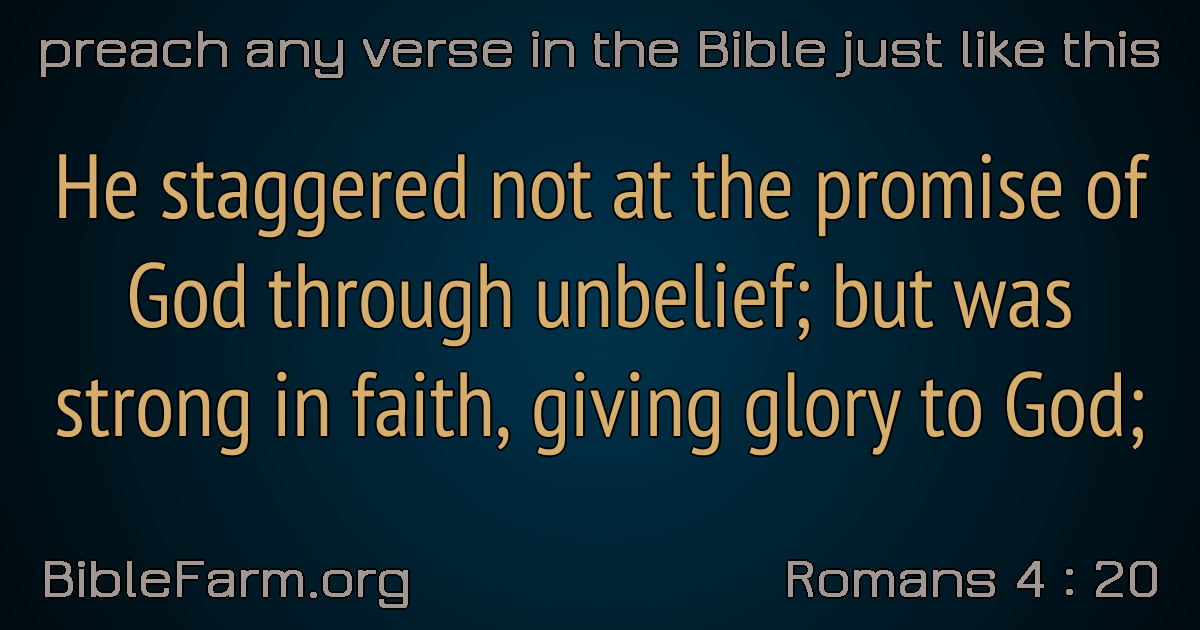 preach any verse in the Bible just like this
He staggered not at the promise of
God through unbelief; but was
strong in faith, giving glory to God;
BibleFarm.org
Romans 4 : 20